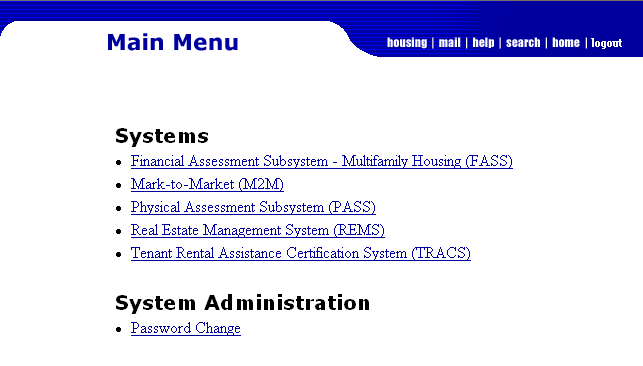 Main Menu
housing | mail | help | search | home | logout
Systems
Financial Assessment Subsystem - Multifamily Housing (FASS)
Mark-to-Market (M2M)
Physical Assessment Subsystem (PASS)
Real Estate Management System (REMS)
Tenant Rental Assistance Certification System (TRACS)
System Administration
Password Change